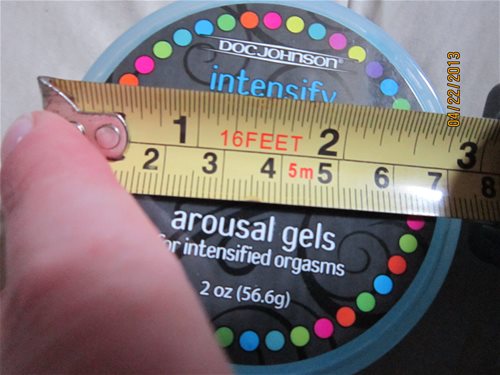 DOC JOHNSON®
intensify
04/22/2013
1 2 3
16FEET
2 3 4 5m 5 6 7 8
arousal gels
for intensified orgasms
2 oz (56.6g)